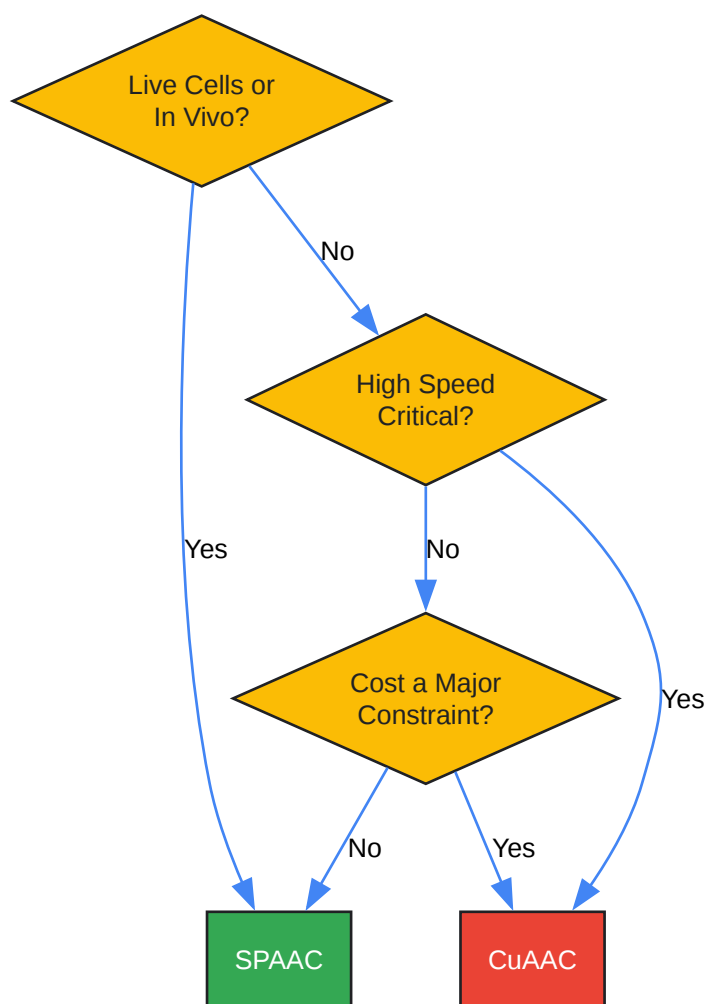 Live Cells or
In Vivo?
No
High Speed
Critical?
Yes
No
Cost a Major
Constraint?
Yes
No
Yes
SPAAC
CuAAC